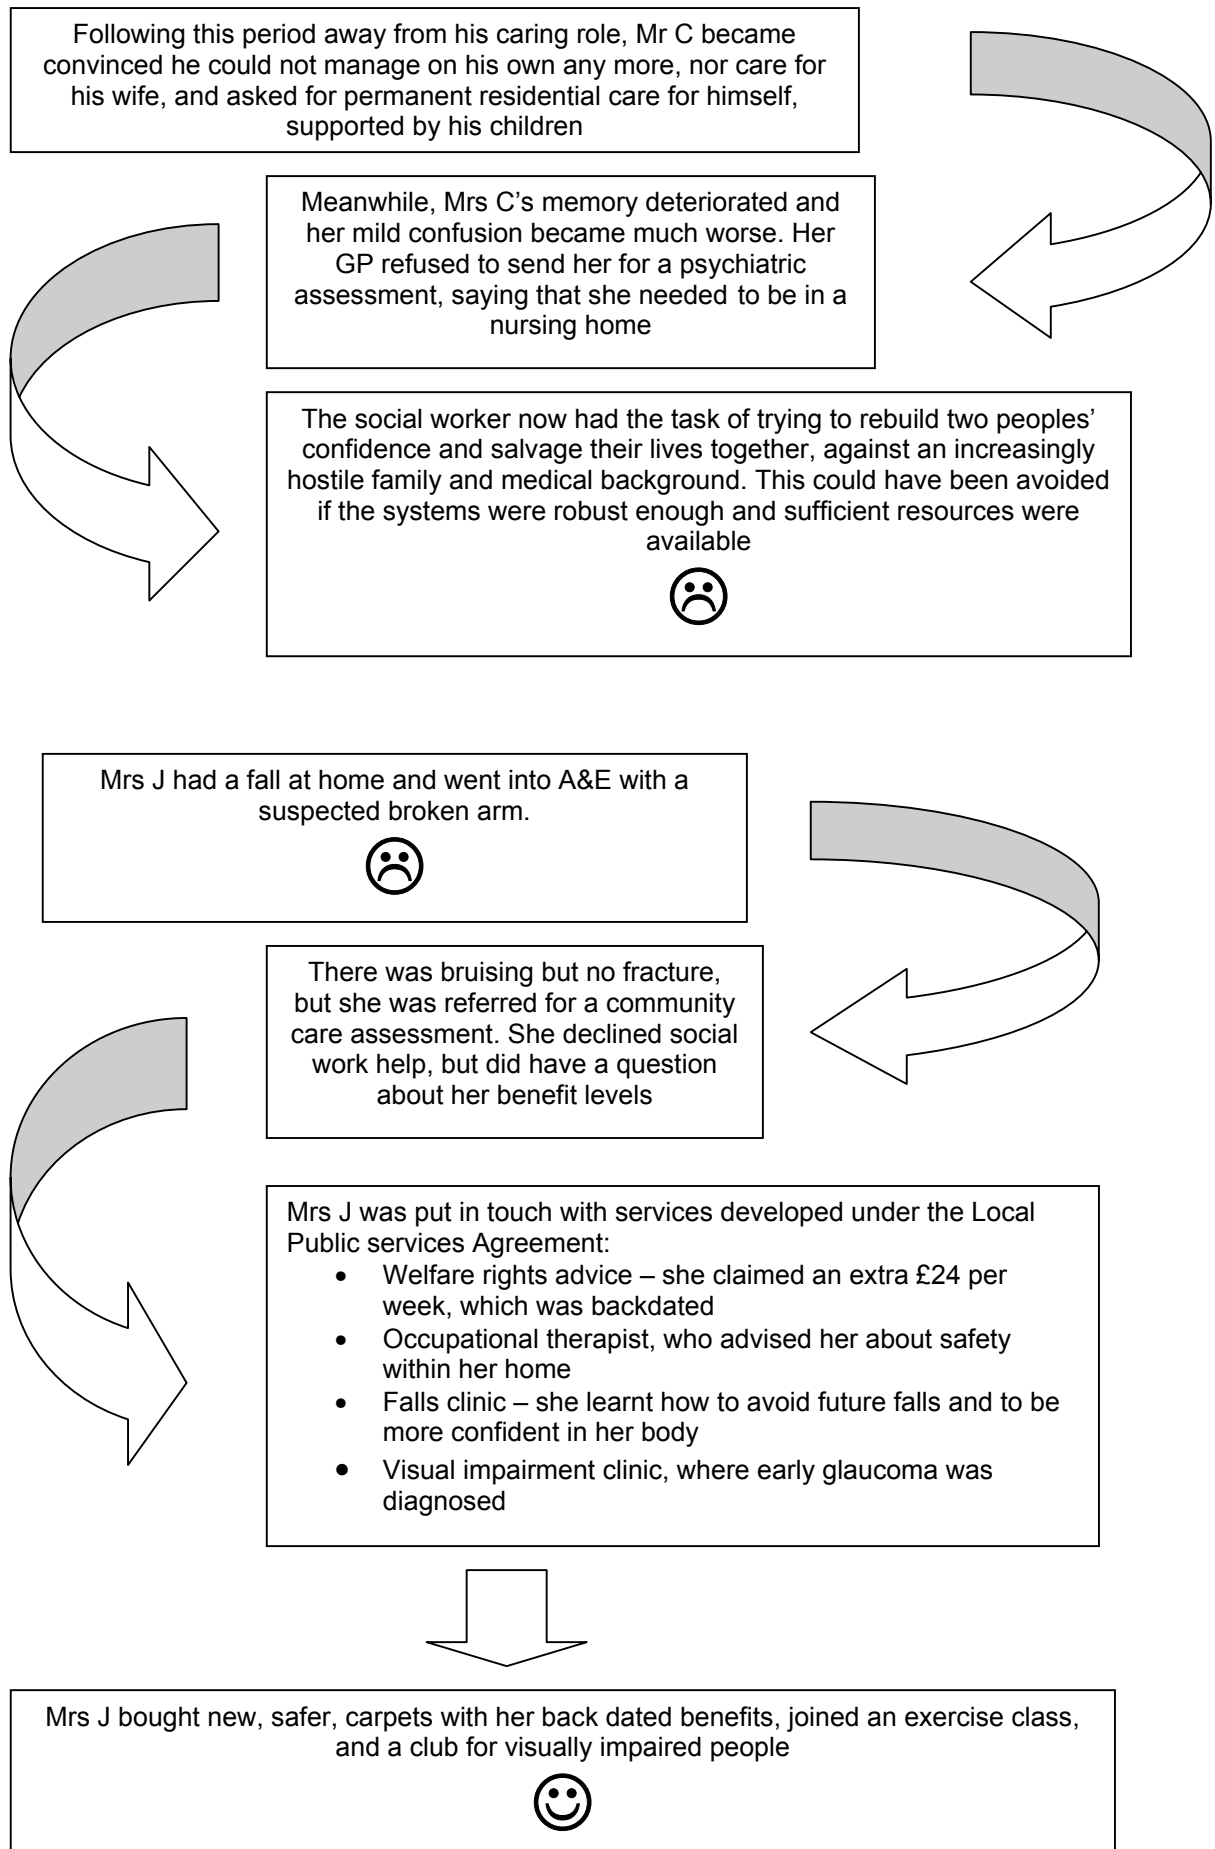 Following this period away from his caring role, Mr C became
convinced he could not manage on his own any more, nor care for
his wife, and asked for permanent residential care for himself,
supported by his children
Meanwhile, Mrs C’s memory deteriorated and
her mild confusion became much worse. Her
GP refused to send her for a psychiatric
assessment, saying that she needed to be in a
nursing home
The social worker now had the task of trying to rebuild two peoples’
confidence and salvage their lives together, against an increasingly
hostile family and medical background. This could have been avoided
if the systems were robust enough and sufficient resources were
available
Mrs J had a fall at home and went into A&E with a
suspected broken arm.
There was bruising but no fracture,
but she was referred for a community
care assessment. She declined social
work help, but did have a question
about her benefit levels
Mrs J was put in touch with services developed under the Local
Public services Agreement:
• Welfare rights advice – she claimed an extra £24 per
week, which was backdated
• Occupational therapist, who advised her about safety
within her home
• Falls clinic – she learnt how to avoid future falls and to be
more confident in her body
• Visual impairment clinic, where early glaucoma was
diagnosed
Mrs J bought new, safer, carpets with her back dated benefits, joined an exercise class,
and a club for visually impaired people